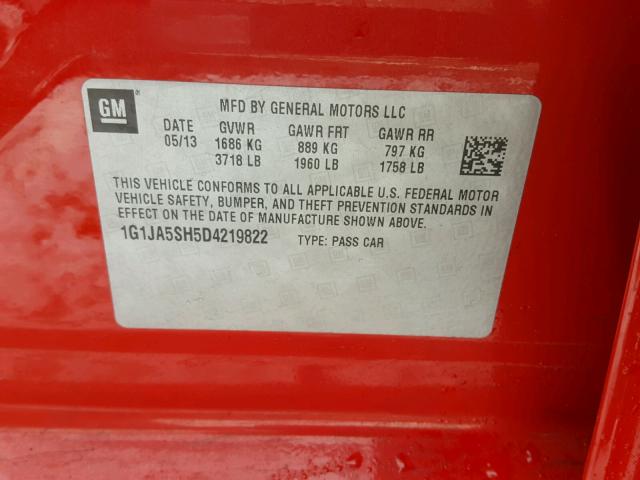 GM
MFD BY GENERAL MOTORS LLC
DATE GVWR GAWR FRT GAWR RR
05/13 1686 KG 889 KG 797 KG
3718 LB 1960 LB 1758 LB
THIS VEHICLE CONFORMS TO ALL APPLICABLE U.S. FEDERAL MOTOR
VEHICLE SAFETY, BUMPER, AND THEFT PREVENTION STANDARDS
IN EFFECT ON THE DATE OF MANUFACTURE SHOWN ABOVE.
1G1JA5SH5D4219822 TYPE: PASS CAR